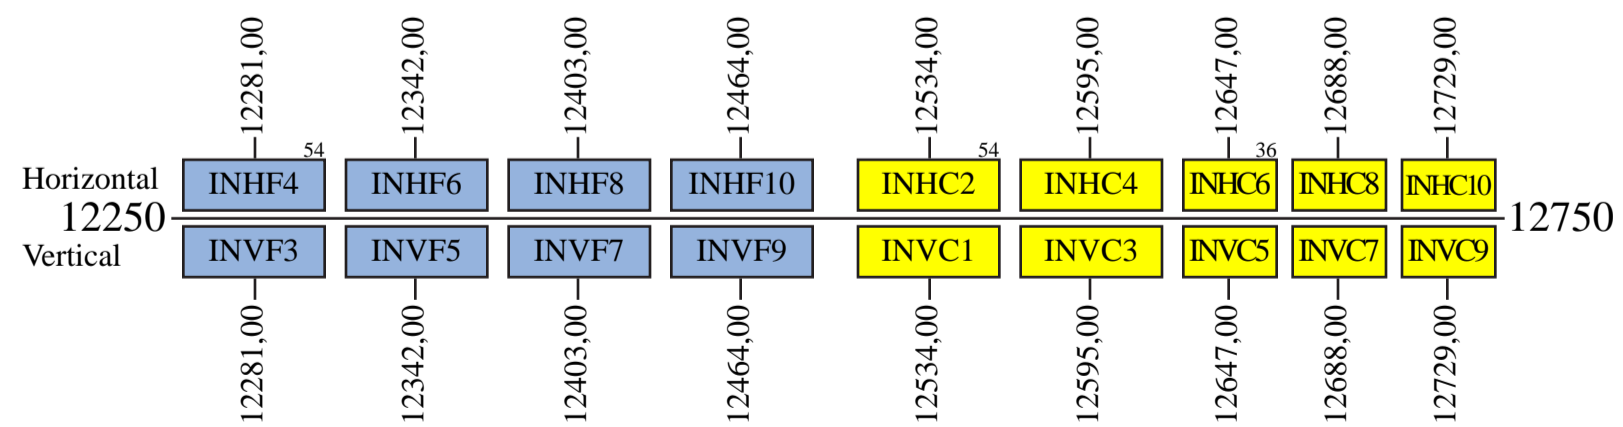 12281,00 12342,00 12403,00 12464,00 12534,00 12595,00 12647,00 12688,00 12729,00
54 54 36
Horizontal INHF4 INHF6 INHF8 INHF10 INHC2 INHC4 INHC6 INHC8 INHC10
12250 12750
Vertical INVF3 INVF5 INVF7 INVF9 INVC1 INVC3 INVC5 INVC7 INVC9
12281,00 12342,00 12403,00 12464,00 12534,00 12595,00 12647,00 12688,00 12729,00